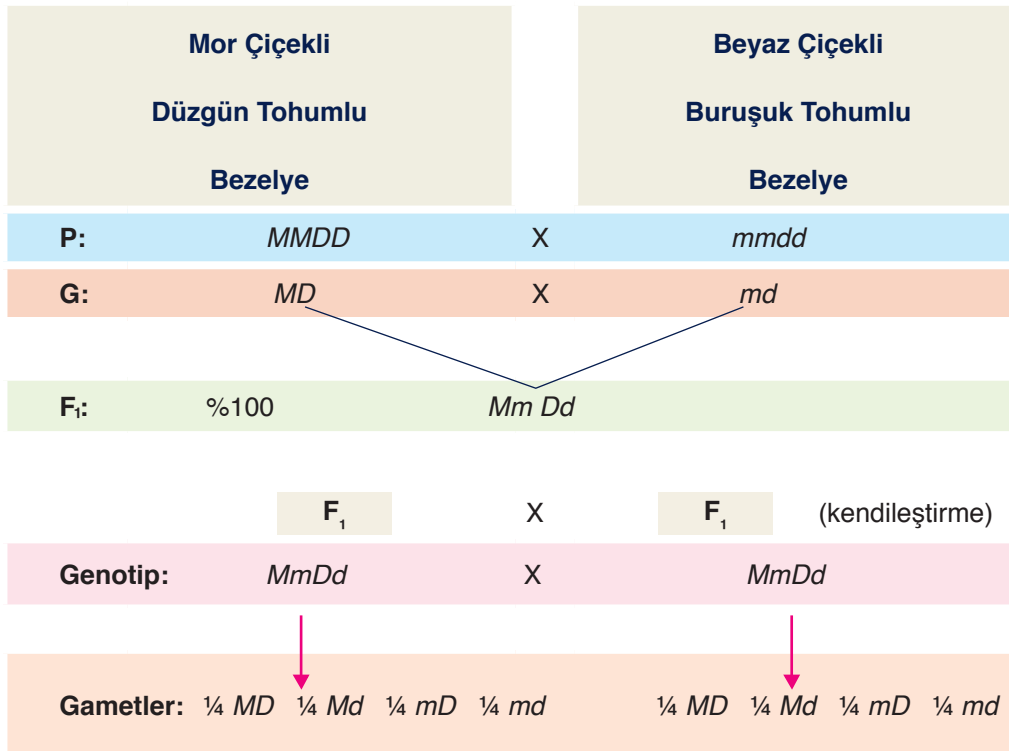 Mor Çiçekli
Düzgün Tohumlu
Bezelye
Beyaz Çiçekli
Buruşuk Tohumlu
Bezelye
P: MMDD X mmdd
G: MD X md
F₁: %100 Mm Dd
F₁ X F₁ (kendileştirme)
Genotip: MmDd X MmDd
Gametler: ¼ MD ¼ Md ¼ mD ¼ md ¼ MD ¼ Md ¼ mD ¼ md